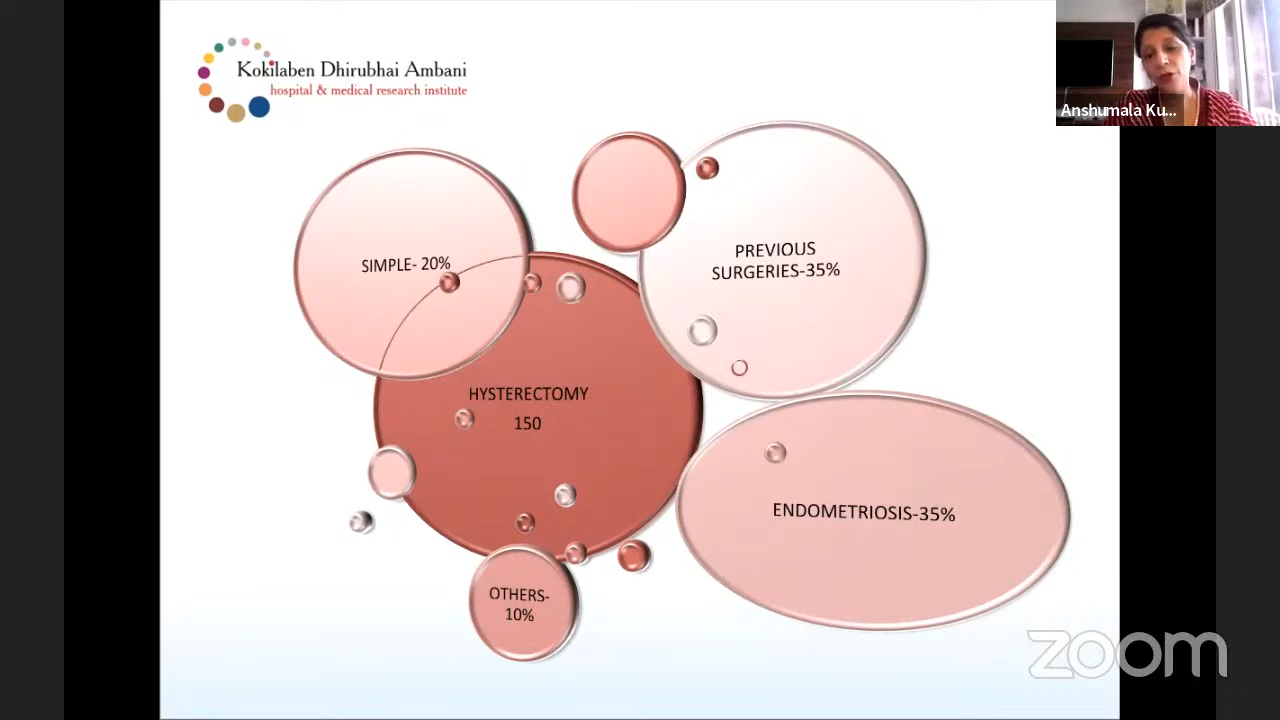 Kokilaben Dhirubhai Ambani
hospital & medical research institute
Anshumala Ku...
SIMPLE- 20%
PREVIOUS
SURGERIES-35%
HYSTERECTOMY
150
ENDOMETRIOSIS-35%
OTHERS-
10%
zoom